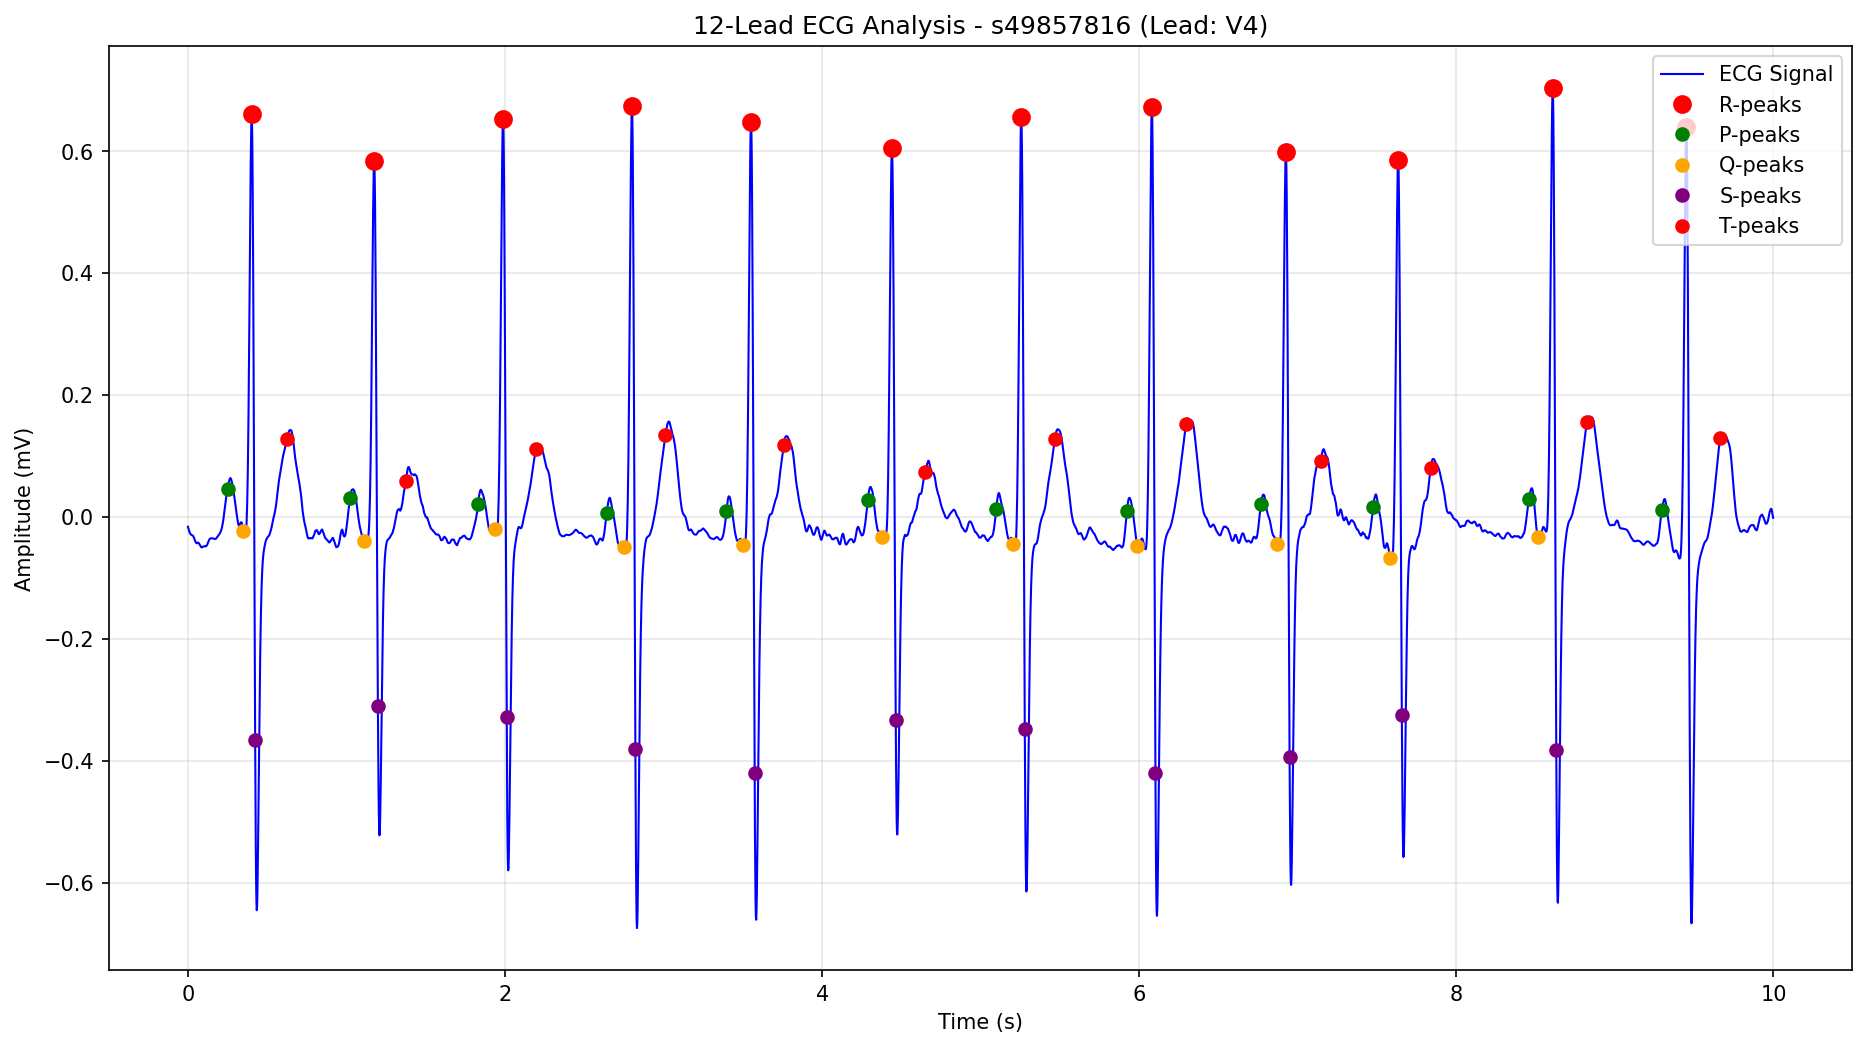 12-Lead ECG Analysis - s49857816 (Lead: V4)
ECG Signal
R-peaks
P-peaks
Q-peaks
S-peaks
T-peaks
Amplitude (mV)
0.6
0.4
0.2
0.0
−0.2
−0.4
−0.6
0 2 4 6 8 10
Time (s)